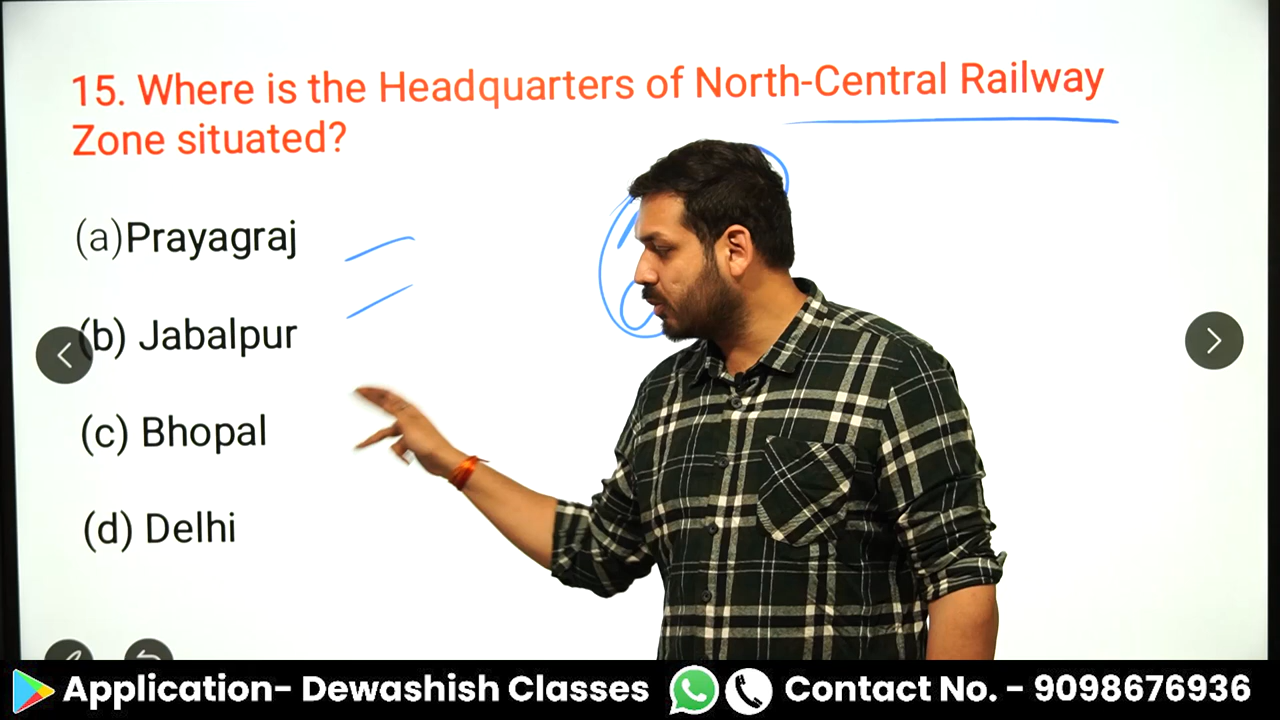 15. Where is the Headquarters of North-Central Railway
Zone situated?
(a)Prayagraj
(b) Jabalpur
(c) Bhopal
(d) Delhi
Application- Dewashish Classes
Contact No. - 9098676936